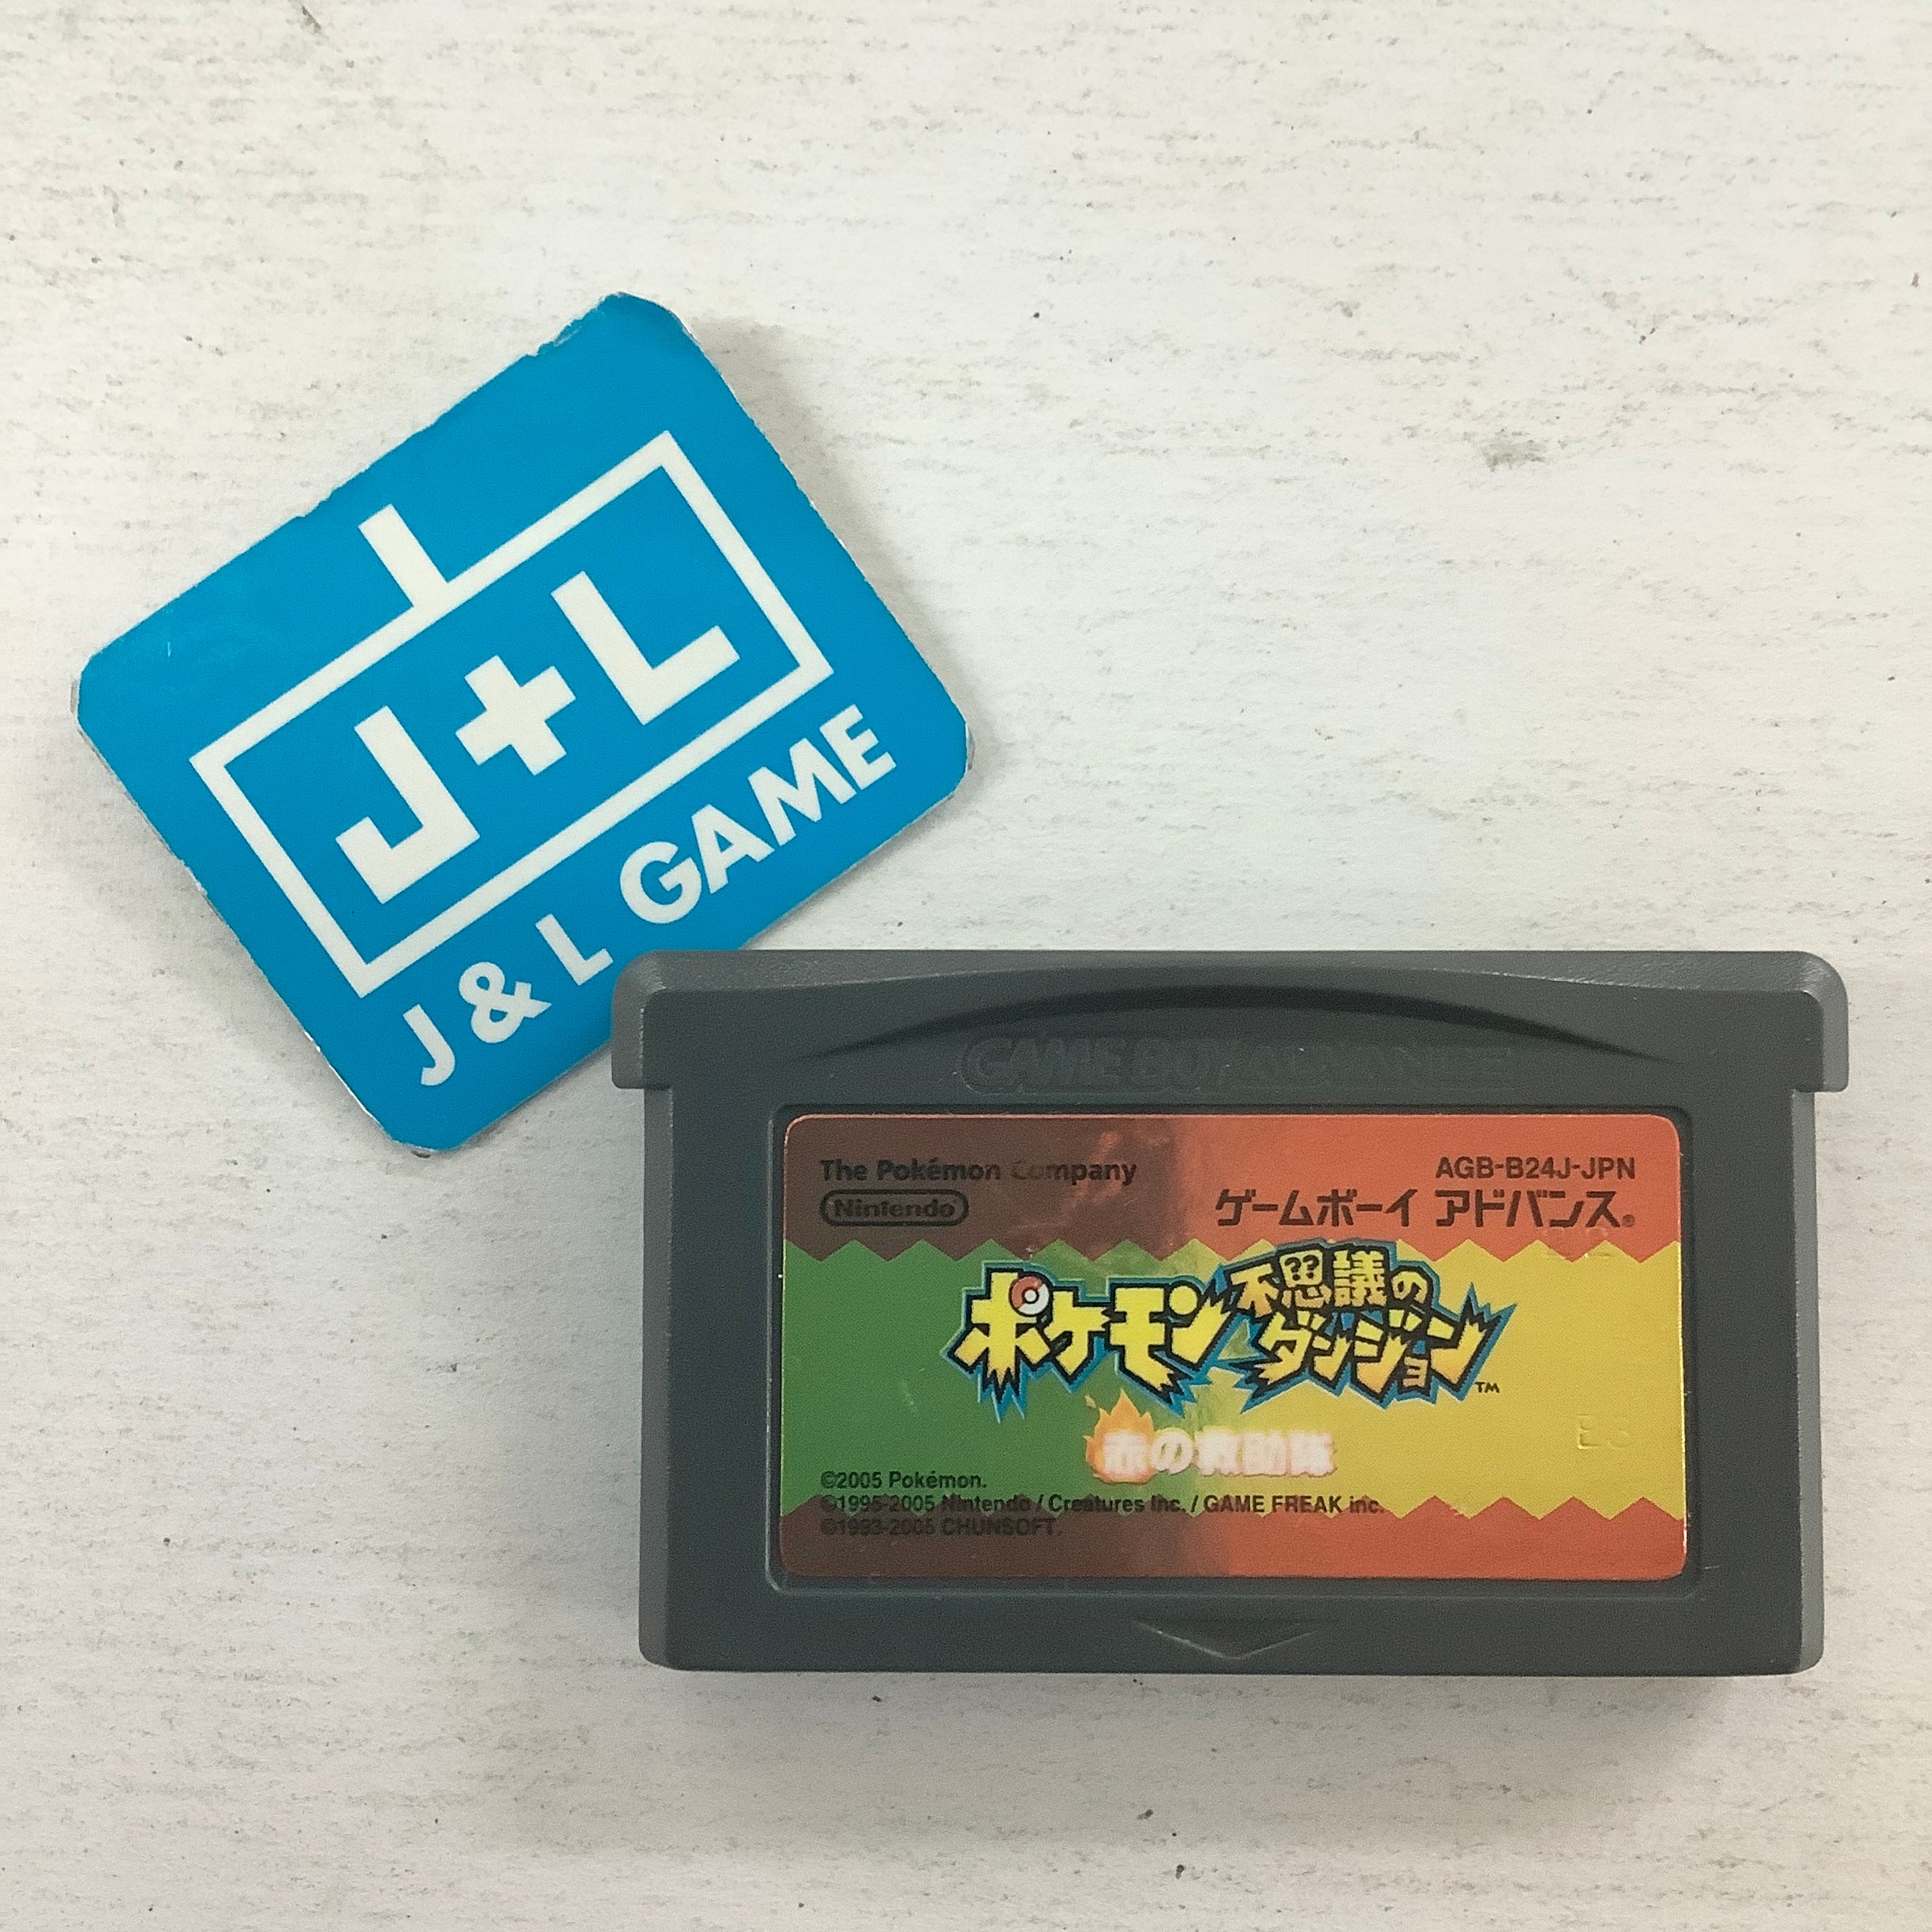 J+L
J & L GAME
GAME BOY ADVANCE
The Pokémon Company
Nintendo
AGB-B24J-JPN
ゲームボーイ アドバンス®
ポケモン不思議の
ダンジョン™
赤の救助隊
©2005 Pokémon.
©1995-2005 Nintendo / Creatures Inc. / GAME FREAK inc.
©1993-2005 CHUNSOFT.